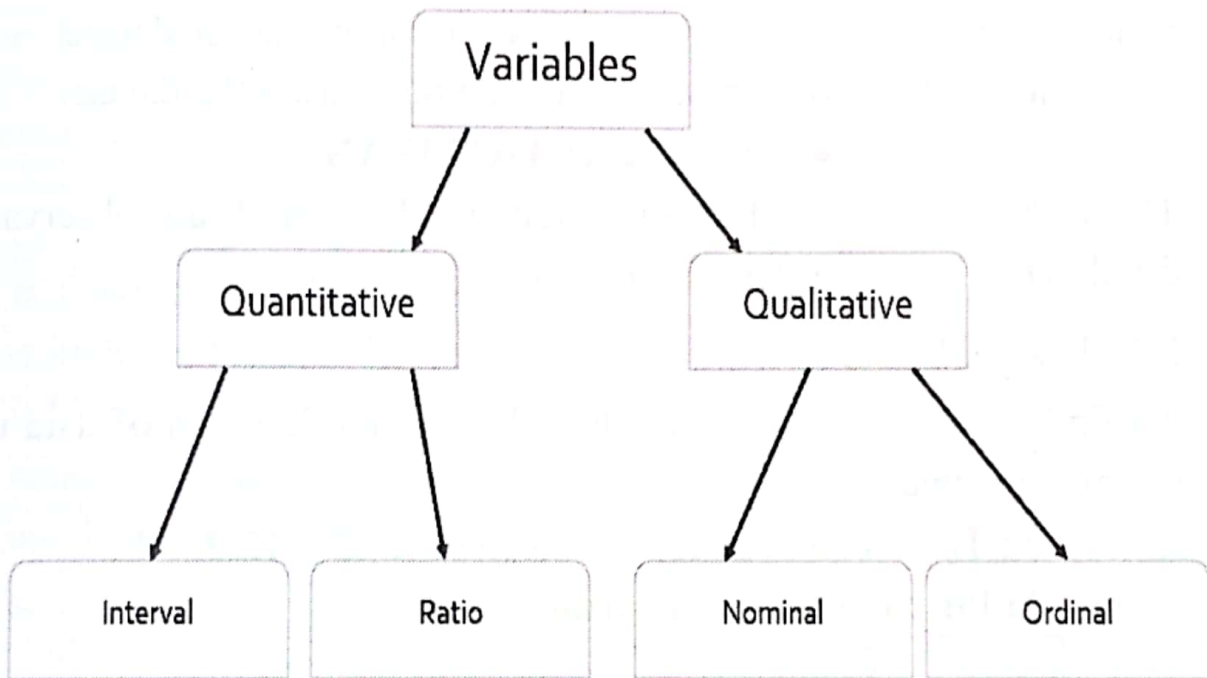 Variables
Quantitative
Qualitative
Interval
Ratio
Nominal
Ordinal